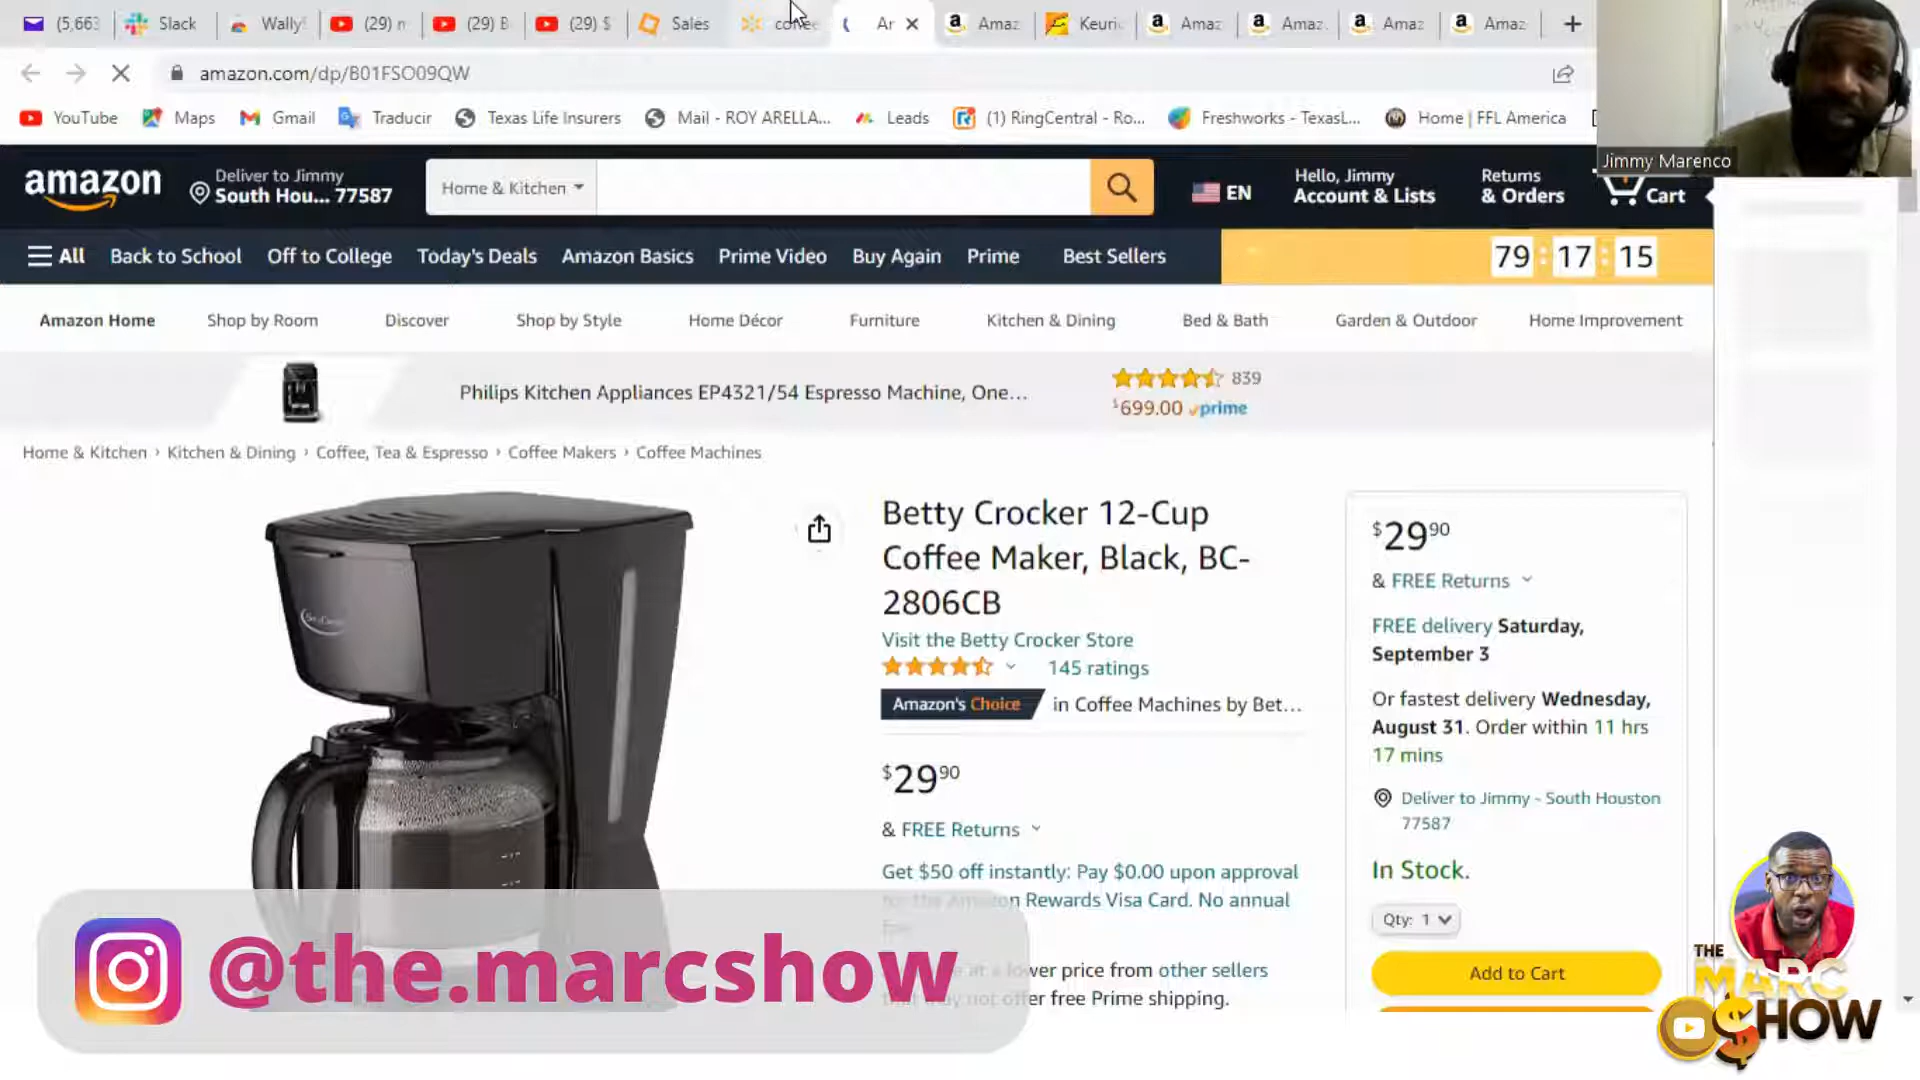 (5,663
Slack
Wally
(29) n
(29) B
(29) $
Sales
coffee
Ar
Amaz
Keuri
Amaz
Amaz
Amaz
Amaz
amazon.com/dp/B01FSO09QW
YouTube
Maps
Gmail
Traducir
Texas Life Insurers
Mail - ROY ARELLA...
Leads
(1) RingCentral - Ro...
Freshworks - TexasL...
Home | FFL America
Jimmy Marenco
amazon
Deliver to Jimmy
South Hou... 77587
Home & Kitchen
EN
Hello, Jimmy
Account & Lists
Returns
& Orders
Cart
All
Back to School
Off to College
Today's Deals
Amazon Basics
Prime Video
Buy Again
Prime
Best Sellers
79 : 17 : 15
Amazon Home
Shop by Room
Discover
Shop by Style
Home Décor
Furniture
Kitchen & Dining
Bed & Bath
Garden & Outdoor
Home Improvement
Philips Kitchen Appliances EP4321/54 Espresso Machine, One...
839
$699.00 prime
Home & Kitchen › Kitchen & Dining › Coffee, Tea & Espresso › Coffee Makers › Coffee Machines
Betty Crocker 12-Cup
Coffee Maker, Black, BC-
2806CB
Visit the Betty Crocker Store
145 ratings
Amazon's Choice in Coffee Machines by Bet...
$29 90
& FREE Returns
Get $50 off instantly: Pay $0.00 upon approval
for the Amazon Rewards Visa Card. No annual
lower price from other sellers
that may not offer free Prime shipping.
$29 90
& FREE Returns
FREE delivery Saturday,
September 3
Or fastest delivery Wednesday,
August 31. Order within 11 hrs
17 mins
Deliver to Jimmy - South Houston
77587
In Stock.
Qty: 1
Add to Cart
@the.marcshow
THE
MARC
SHOW